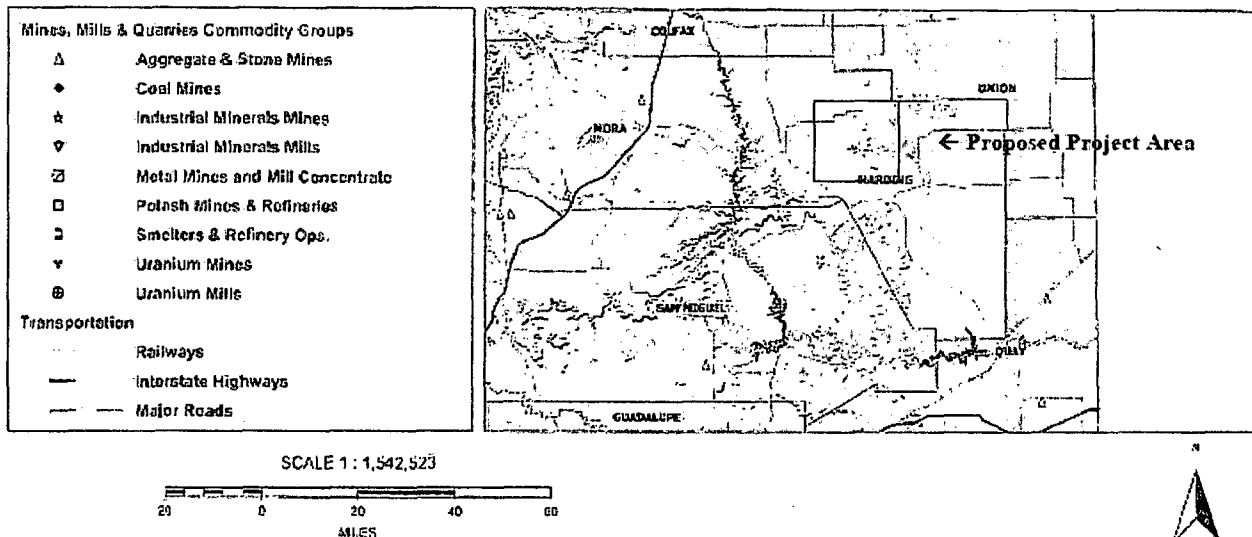 Mines, Mills & Quarries Commodity Groups
Aggregate & Stone Mines
Coal Mines
Industrial Minerals Mines
Industrial Minerals Mills
Metal Mines and Mill Concentrate
Potash Mines & Refineries
Smelters & Refinery Ops.
Uranium Mines
Uranium Mills
Transportation
Railways
Interstate Highways
Major Roads
COLFAX
UNION
MORA
← Proposed Project Area
HARDING
SAN MIGUEL
GUADALUPE
SCALE 1 : 1,542,523
20 0 20 40 60
MILES
N